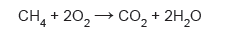 CH₄ + 2O₂ → CO₂ + 2H₂O